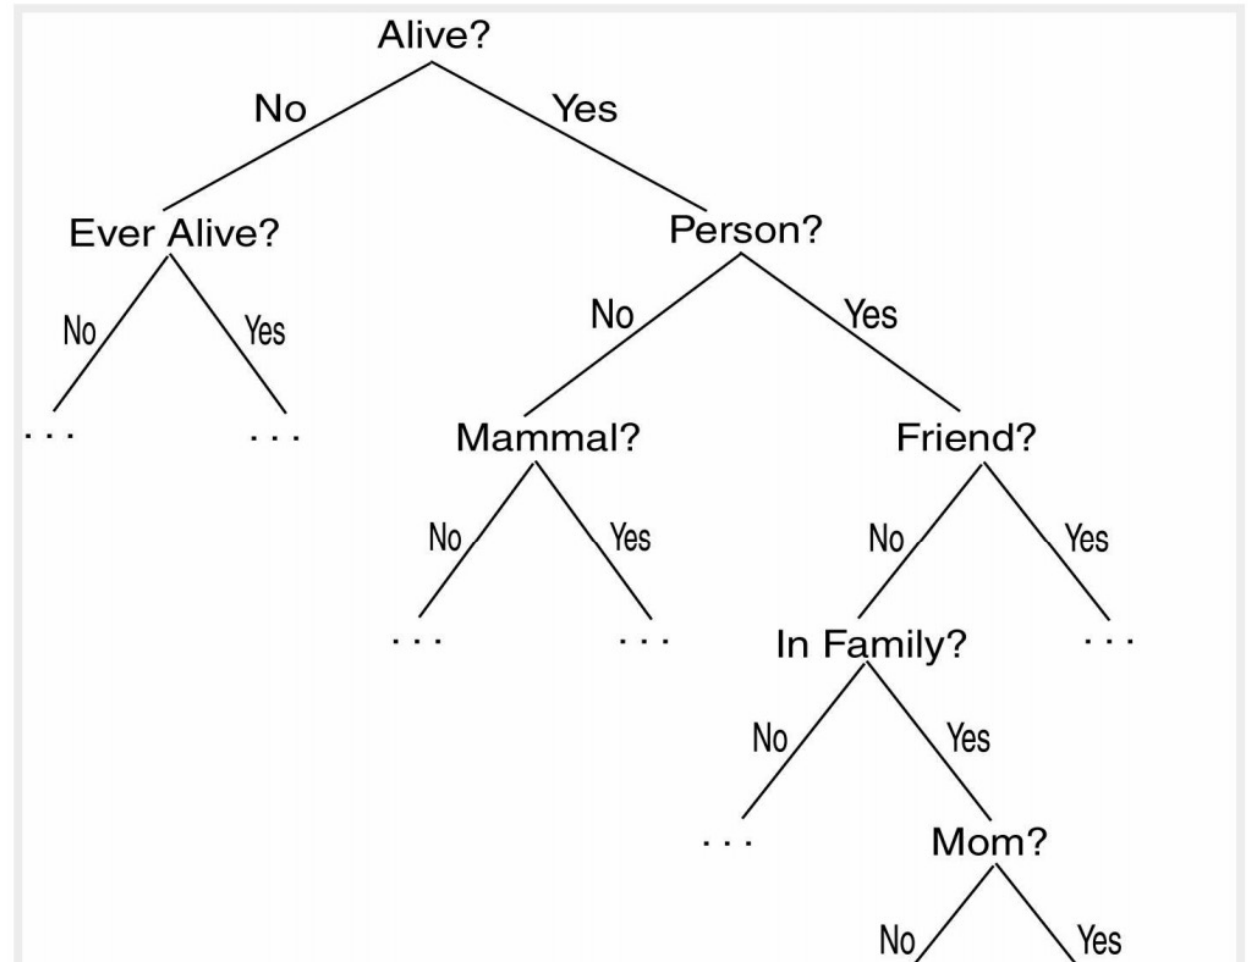 Alive?
No Yes
Ever Alive? Person?
No Yes No Yes
... ... Mammal? Friend?
No Yes No Yes
... ... In Family? ...
No Yes
... Mom?
No Yes